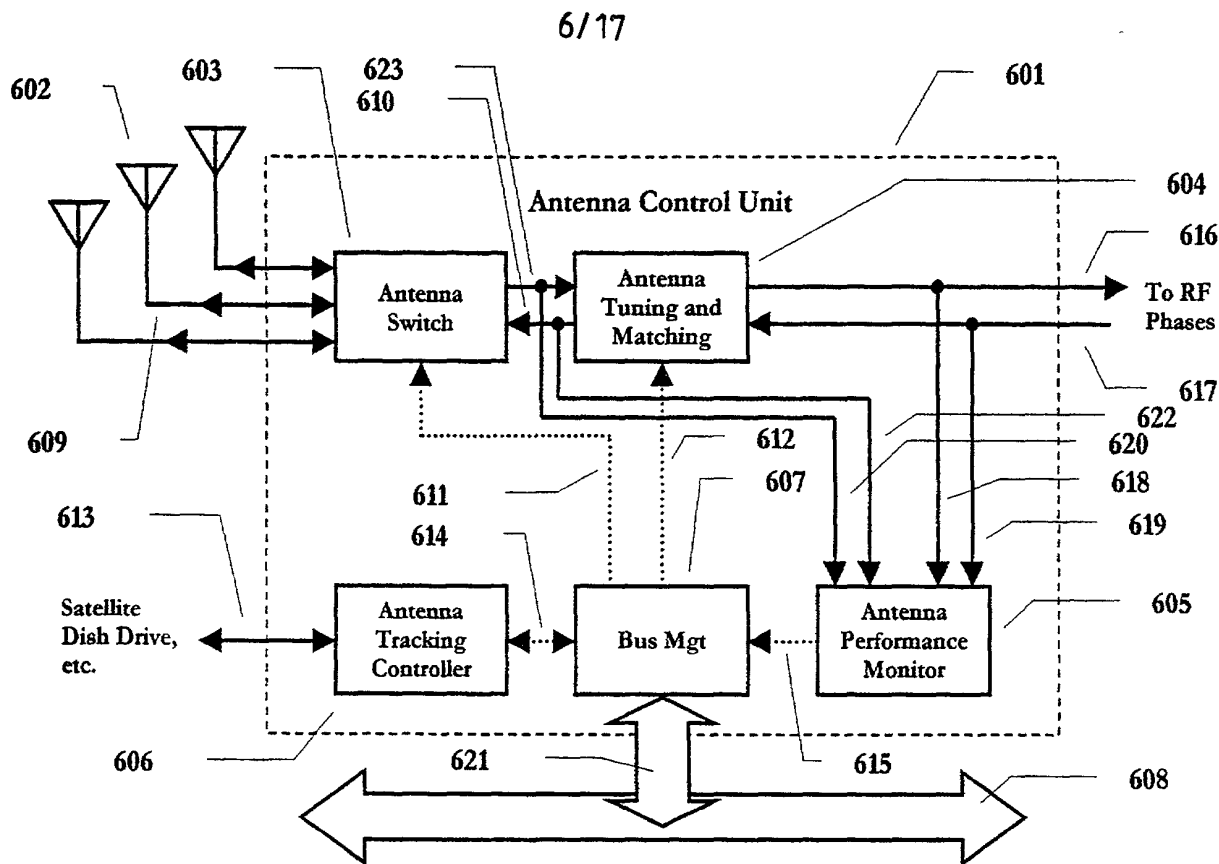 6/17
603
623
610
601
602
Antenna Control Unit
604
616
Antenna
Switch
Antenna
Tuning and
Matching
To RF
Phases
617
622
620
618
619
609
611
612
607
613
614
605
Satellite
Dish Drive,
etc.
Antenna
Tracking
Controller
Bus Mgt
Antenna
Performance
Monitor
606
621
615
608